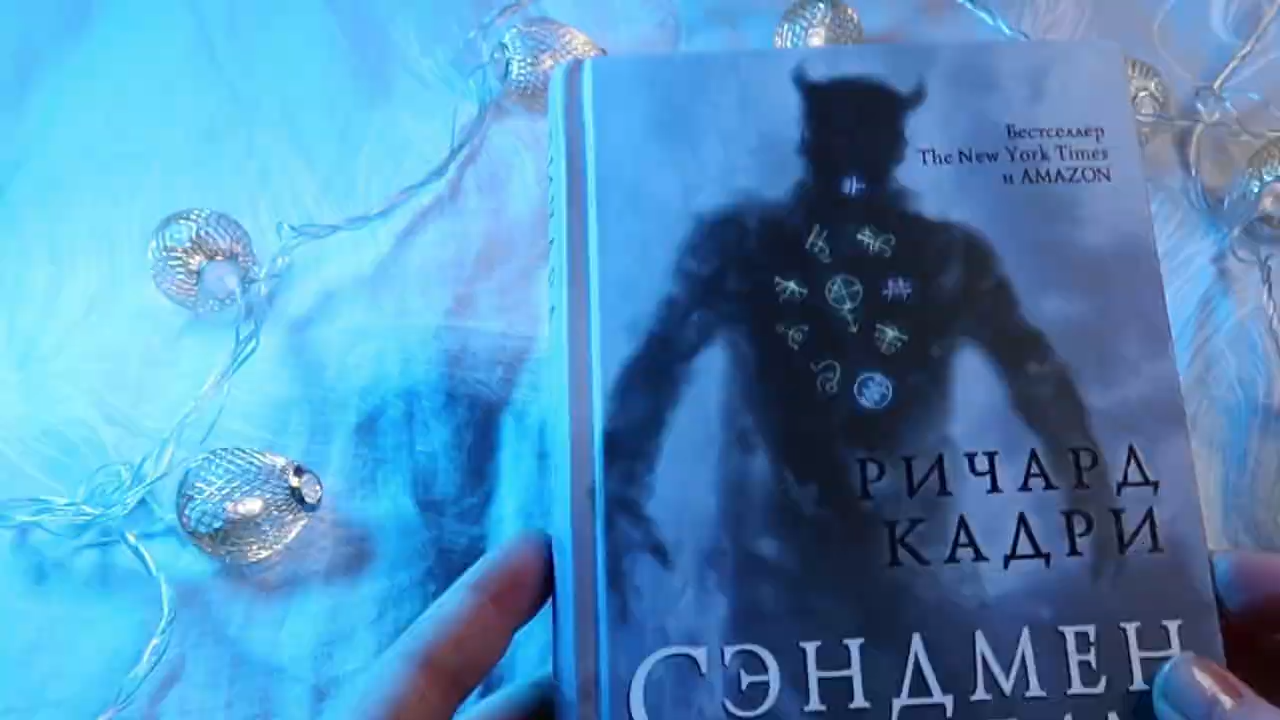 Бестселлер
The New York Times
и AMAZON
РИЧАРД
КАДРИ
СЭНДМЕН